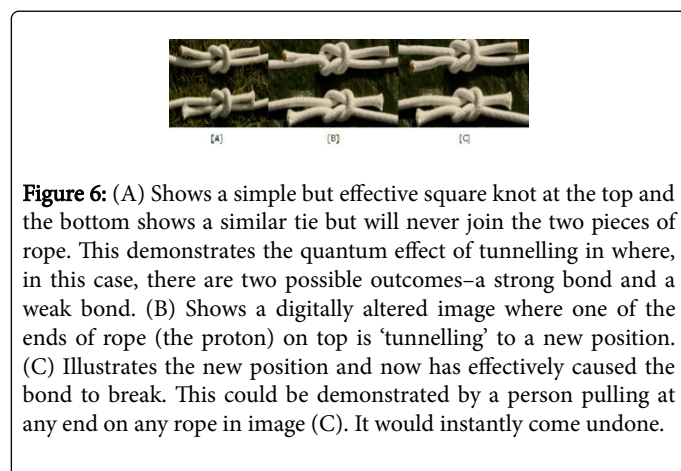 [A] [B] [C]
Figure 6: (A) Shows a simple but effective square knot at the top and
the bottom shows a similar tie but will never join the two pieces of
rope. This demonstrates the quantum effect of tunnelling in where,
in this case, there are two possible outcomes–a strong bond and a
weak bond. (B) Shows a digitally altered image where one of the
ends of rope (the proton) on top is ‘tunnelling’ to a new position.
(C) Illustrates the new position and now has effectively caused the
bond to break. This could be demonstrated by a person pulling at
any end on any rope in image (C). It would instantly come undone.